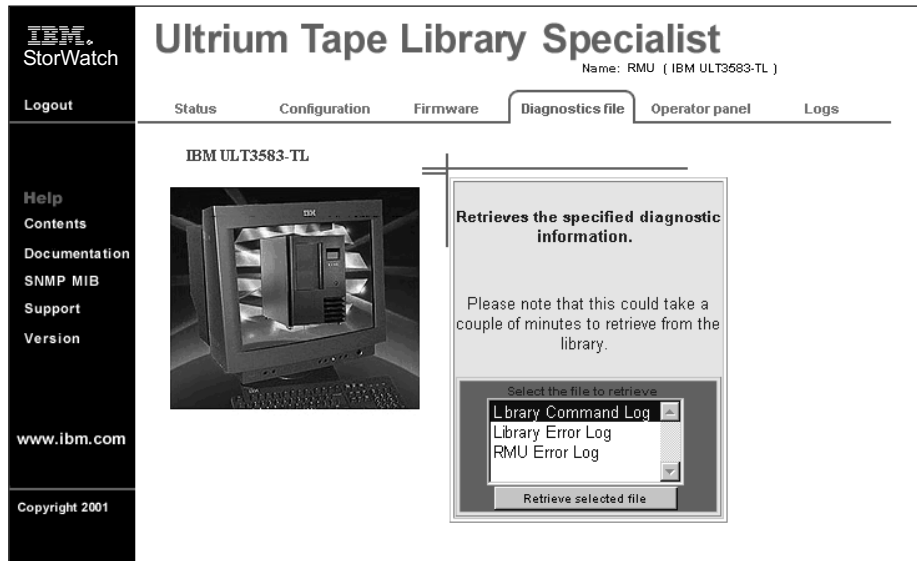 IBM.
StorWatch
Ultrium Tape Library Specialist
Name: RMU ( IBM ULT3583-TL )
Logout
Status
Configuration
Firmware
Diagnostics file
Operator panel
Logs
IBM ULT3583-TL
Help
Contents
Documentation
SNMP MIB
Support
Version
www.ibm.com
Copyright 2001
IBM
Retrieves the specified diagnostic
information.
Please note that this could take a
couple of minutes to retrieve from the
library.
Select the file to retrieve
Lbrary Command Log
Library Error Log
RMU Error Log
Retrieve selected file